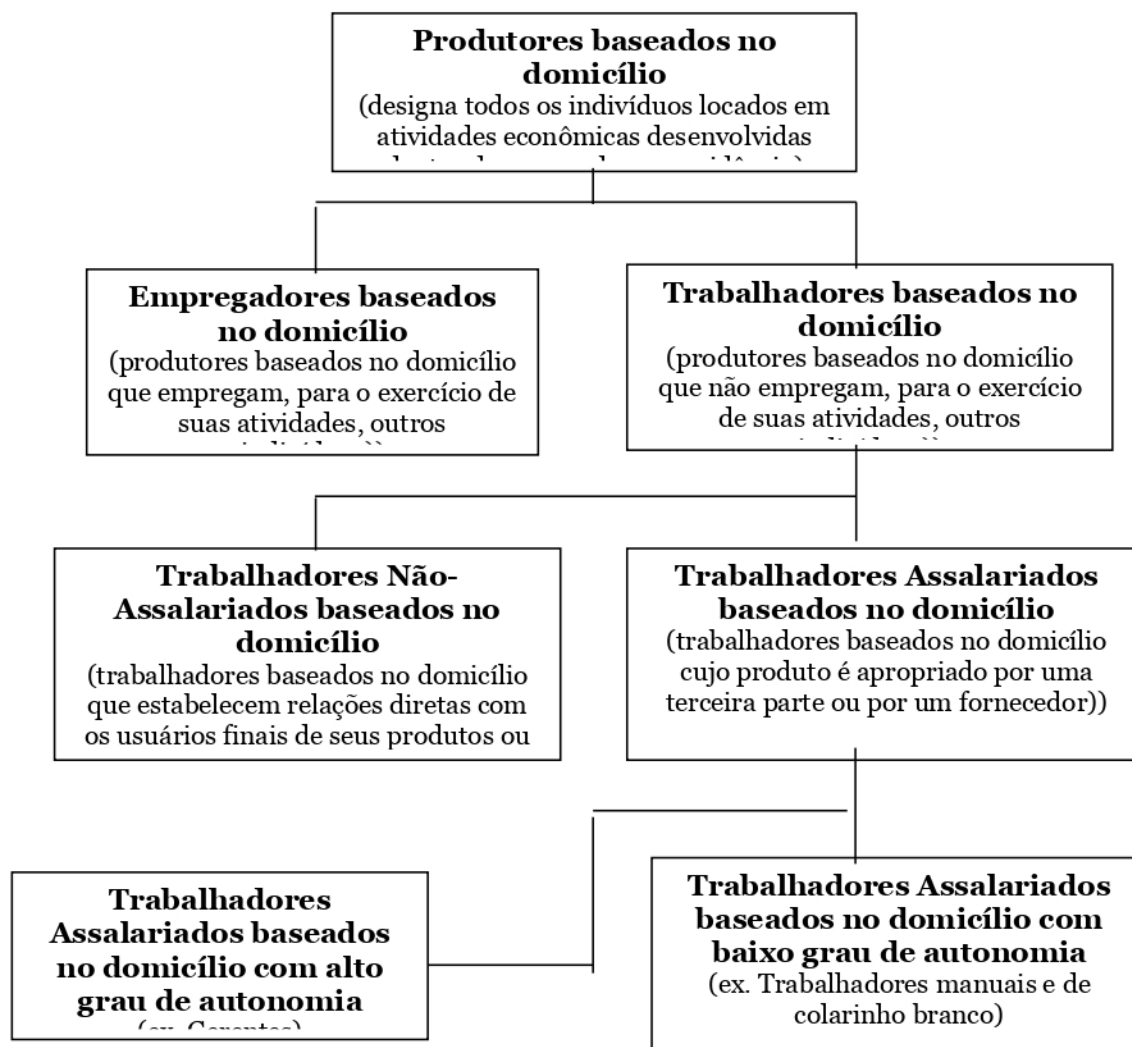 Produtores baseados no
domicílio
(designa todos os indivíduos locados em
atividades econômicas desenvolvidas
Empregadores baseados
no domicílio
(produtores baseados no domicílio
que empregam, para o exercício de
suas atividades, outros
Trabalhadores baseados no
domicílio
(produtores baseados no domicílio
que não empregam, para o exercício
de suas atividades, outros
Trabalhadores Não-
Assalariados baseados no
domicílio
(trabalhadores baseados no domicílio
que estabelecem relações diretas com
os usuários finais de seus produtos ou
Trabalhadores Assalariados
baseados no domicílio
(trabalhadores baseados no domicílio
cujo produto é apropriado por uma
terceira parte ou por um fornecedor))
Trabalhadores
Assalariados baseados
no domicílio com alto
grau de autonomia
(ex. Gerentes)
Trabalhadores Assalariados
baseados no domicílio com
baixo grau de autonomia
(ex. Trabalhadores manuais e de
colarinho branco)